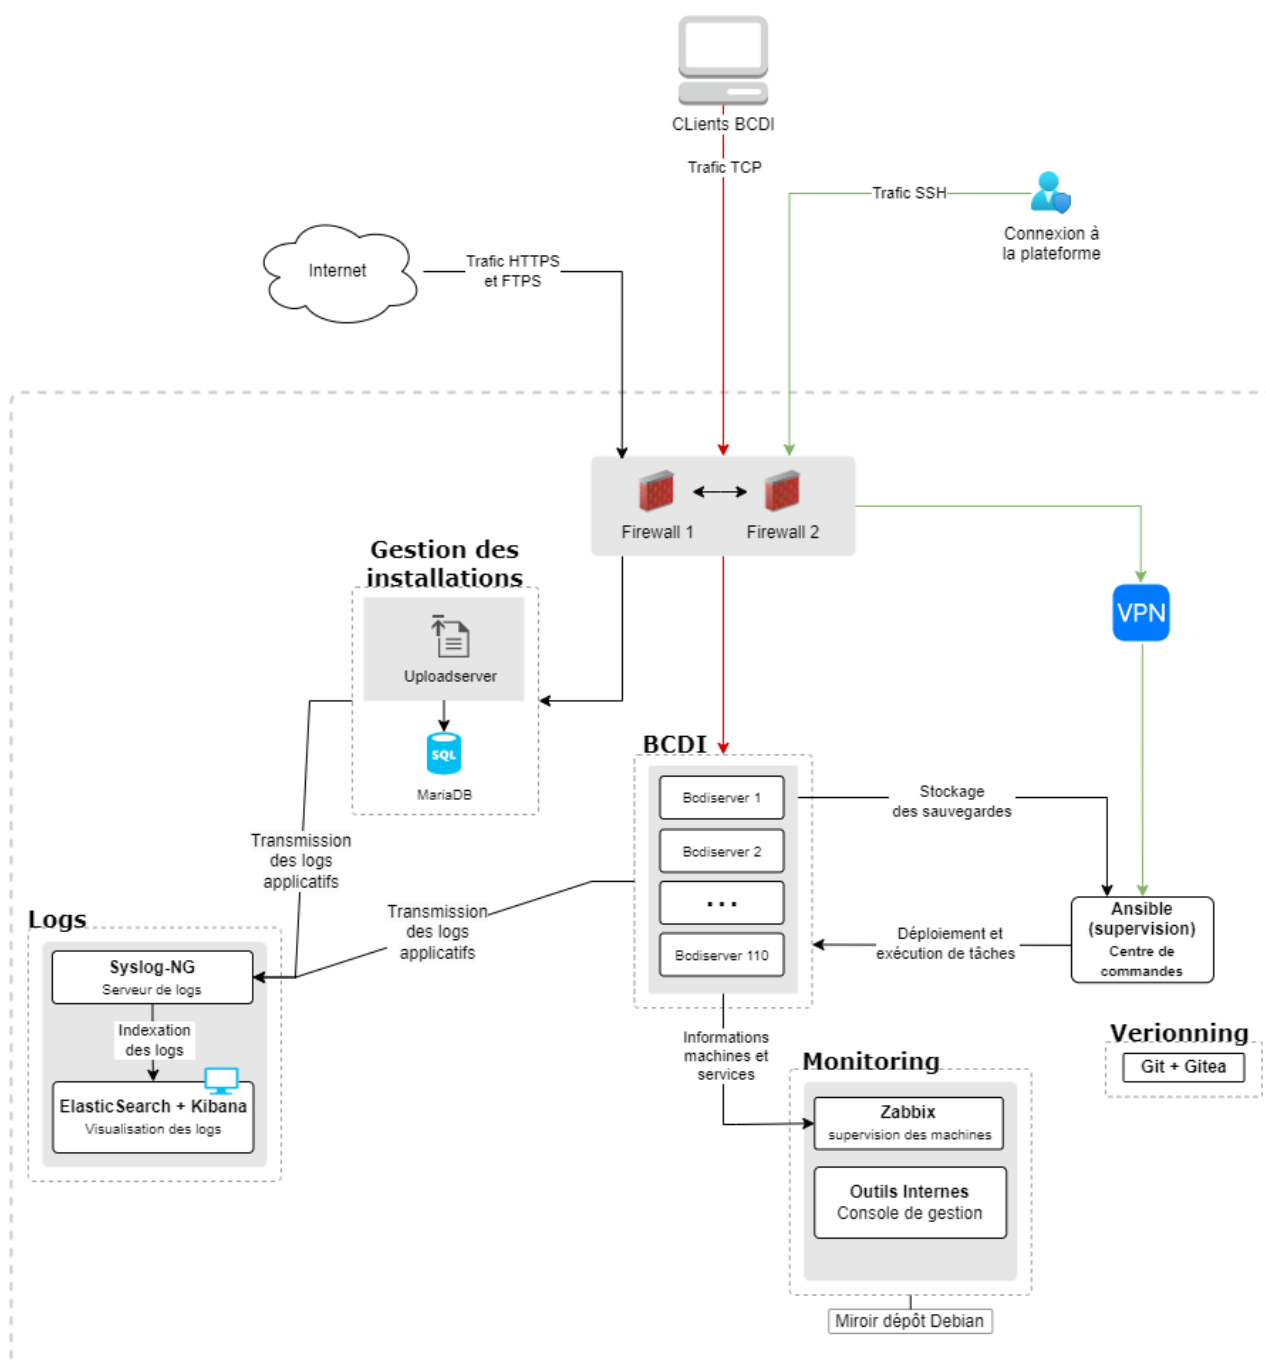 CLients BCDI
Trafic TCP
Trafic SSH
Connexion à
la plateforme
Internet
Trafic HTTPS
et FTPS
Firewall 1
Firewall 2
Gestion des
installations
Uploadserver
SQL
MariaDB
VPN
BCDI
Bcdiserver 1
Bcdiserver 2
...
Bcdiserver 110
Stockage
des sauvegardes
Transmission
des logs
applicatifs
Transmission
des logs
applicatifs
Ansible
(supervision)
Centre de
commandes
Déploiement et
exécution de tâches
Logs
Syslog-NG
Serveur de logs
Indexation
des logs
ElasticSearch + Kibana
Visualisation des logs
Informations
machines et
services
Verionning
Git + Gitea
Monitoring
Zabbix
supervision des machines
Outils Internes
Console de gestion
Miroir dépôt Debian